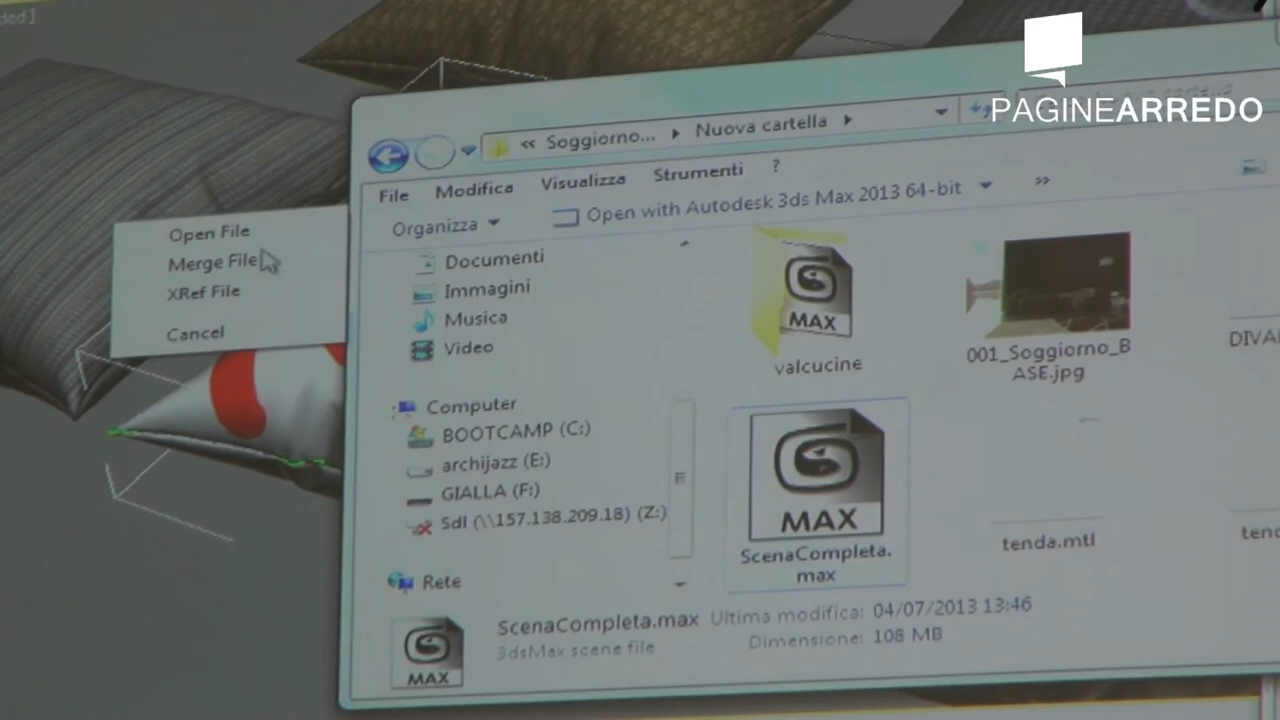 PAGINEARREDO
« Soggiorno... ▸ Nuova cartella ▸
File Modifica Visualizza Strumenti ?
Organizza Open with Autodesk 3ds Max 2013 64-bit »
Open File
Merge File
XRef File
Cancel
Documenti
Immagini
Musica
Video
Computer
BOOTCAMP (C:)
archijazz (E:)
GIALLA (F:)
Sdl (\\157.138.209.18) (Z:)
Rete
MAX
valcucine
001_Soggiorno_B
ASE.jpg
MAX
ScenaCompleta.
max
tenda.mtl
MAX
ScenaCompleta.max Ultima modifica: 04/07/2013 13:46
3dsMax scene file Dimensione: 108 MB